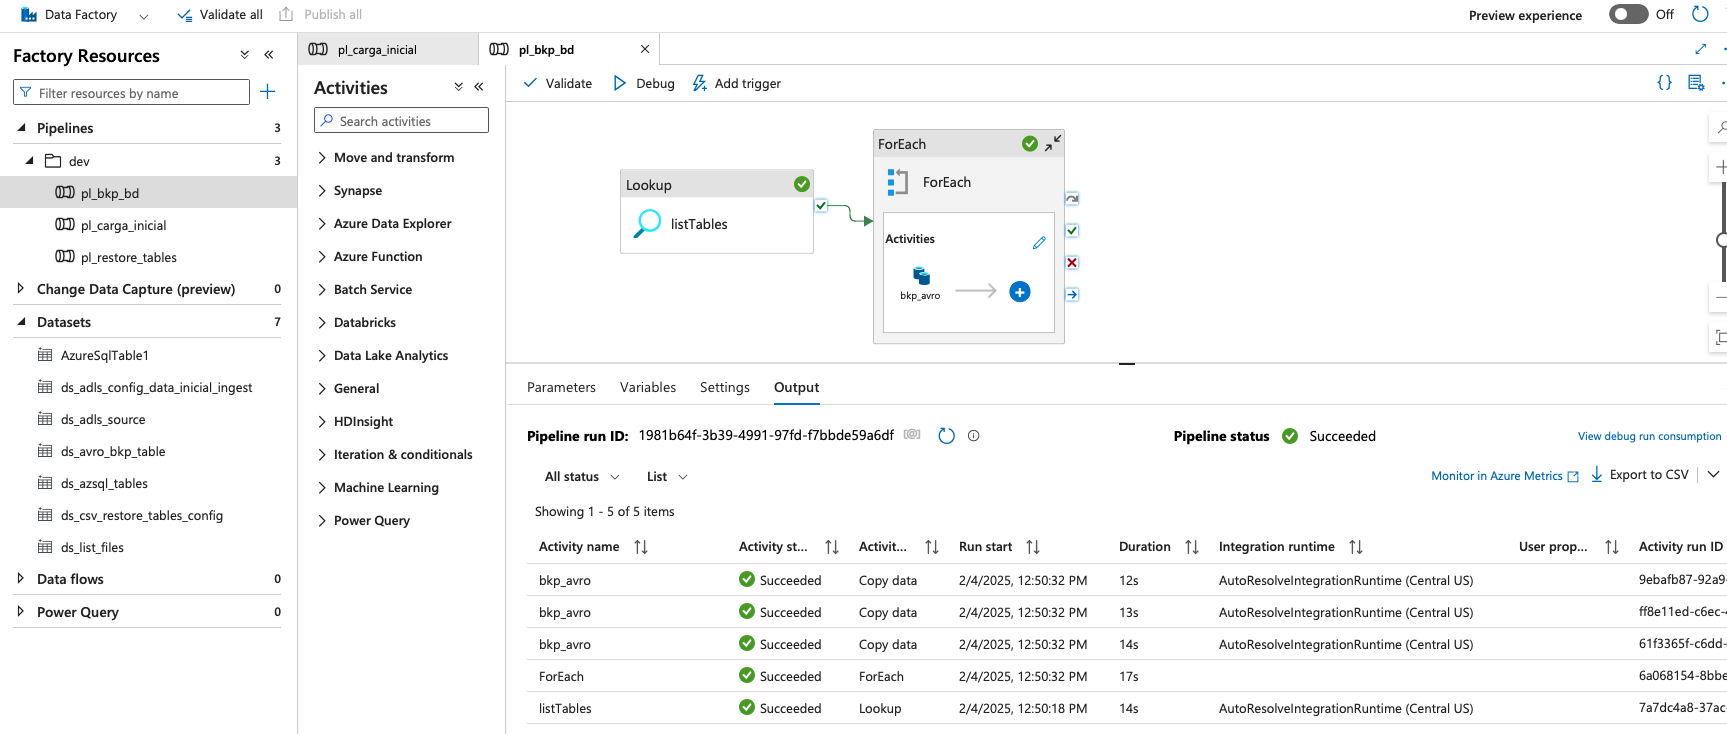 Data Factory
Validate all
Publish all
Preview experience
Off
Factory Resources
Filter resources by name
Pipelines 3
dev 3
pl_bkp_bd
pl_carga_inicial
pl_restore_tables
Change Data Capture (preview) 0
Datasets 7
AzureSqlTable1
ds_adls_config_data_inicial_ingest
ds_adls_source
ds_avro_bkp_table
ds_azsql_tables
ds_csv_restore_tables_config
ds_list_files
Data flows 0
Power Query 0
pl_carga_inicial
pl_bkp_bd
Activities
Search activities
Move and transform
Synapse
Azure Data Explorer
Azure Function
Batch Service
Databricks
Data Lake Analytics
General
HDInsight
Iteration & conditionals
Machine Learning
Power Query
Validate
Debug
Add trigger
Lookup
listTables
ForEach
ForEach
Activities
bkp_avro
Parameters Variables Settings Output
Pipeline run ID: 1981b64f-3b39-4991-97fd-f7bbde59a6df
Pipeline status Succeeded
View debug run consumption
All status List
Monitor in Azure Metrics
Export to CSV
Showing 1 - 5 of 5 items
Activity name Activity st... Activit... Run start Duration Integration runtime User prop... Activity run ID
bkp_avro Succeeded Copy data 2/4/2025, 12:50:32 PM 12s AutoResolveIntegrationRuntime (Central US) 9ebafb87-92a9-
bkp_avro Succeeded Copy data 2/4/2025, 12:50:32 PM 13s AutoResolveIntegrationRuntime (Central US) ff8e11ed-c6ec-
bkp_avro Succeeded Copy data 2/4/2025, 12:50:32 PM 14s AutoResolveIntegrationRuntime (Central US) 61f3365f-c6dd-
ForEach Succeeded ForEach 2/4/2025, 12:50:32 PM 17s 6a068154-8bbe
listTables Succeeded Lookup 2/4/2025, 12:50:18 PM 14s AutoResolveIntegrationRuntime (Central US) 7a7dc4a8-37ac-